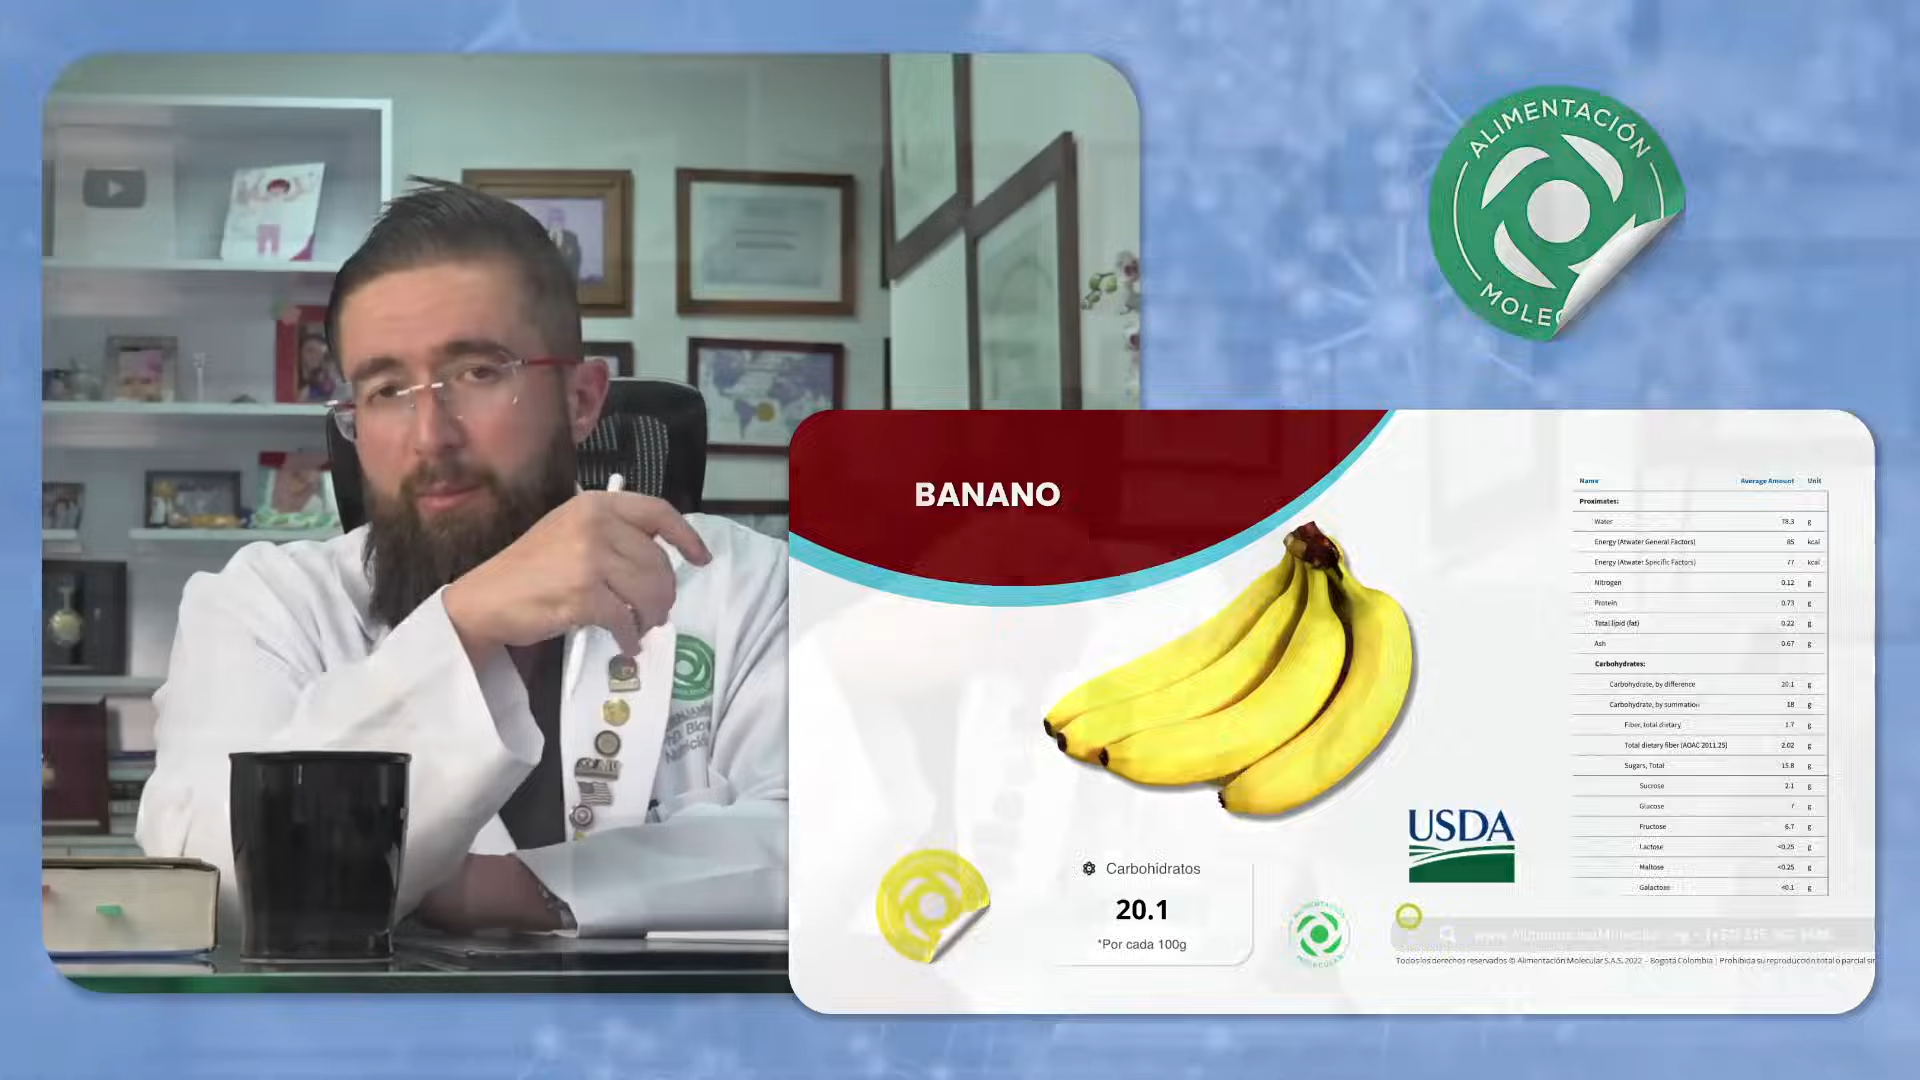 ALIMENTACIÓN
MOLEC
BANANO
Name Average Amount Unit
Proximates:
Water 78.3 g
Energy (Atwater General Factors) 85 kcal
Energy (Atwater Specific Factors) 77 kcal
Nitrogen 0.12 g
Protein 0.73 g
Total lipid (fat) 0.22 g
Ash 0.67 g
Carbohydrates:
Carbohydrate, by difference 20.1 g
Carbohydrate, by summation 18 g
Fiber, total dietary 1.7 g
Total dietary fiber (AOAC 2011.25) 2.02 g
Sugars, Total 15.8 g
Sucrose 2.1 g
Glucose 7 g
Fructose 6.7 g
Lactose <0.25 g
Maltose <0.25 g
Galactose <0.1 g
USDA
Carbohidratos
20.1
*Por cada 100g
ALIMENTACIÓN
MOLECULAR
Todos los derechos reservados © Alimentación Molecular S.A.S. 2022 – Bogotá Colombia | Prohibida su reproducción total o parcial sin